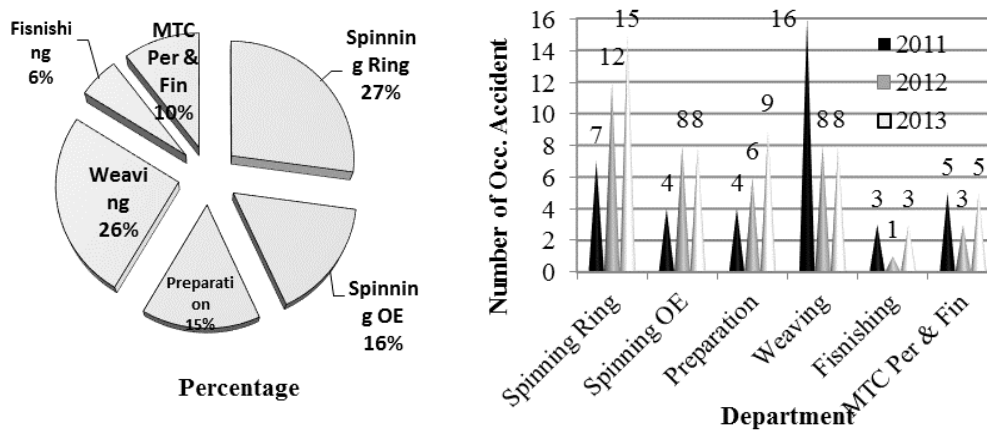 Fisnishi
ng
6%
MTC
Per &
Fin
10%
Spinnin
g Ring
27%
Weavi
ng
26%
Preparati
on
15%
Spinnin
g OE
16%
Percentage
Number of Occ. Accident
16
14
12
10
8
6
4
2
0
7
12
15
4
8
8
4
6
9
16
8
8
3
1
3
5
3
5
2011
2012
2013
Spinning Ring
Spinning OE
Preparation
Weaving
Fisnishing
MTC Per & Fin
Department